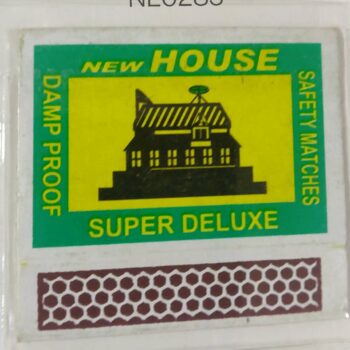 NEW HOUSE
DAMP PROOF
SAFETY MATCHES
SUPER DELUXE